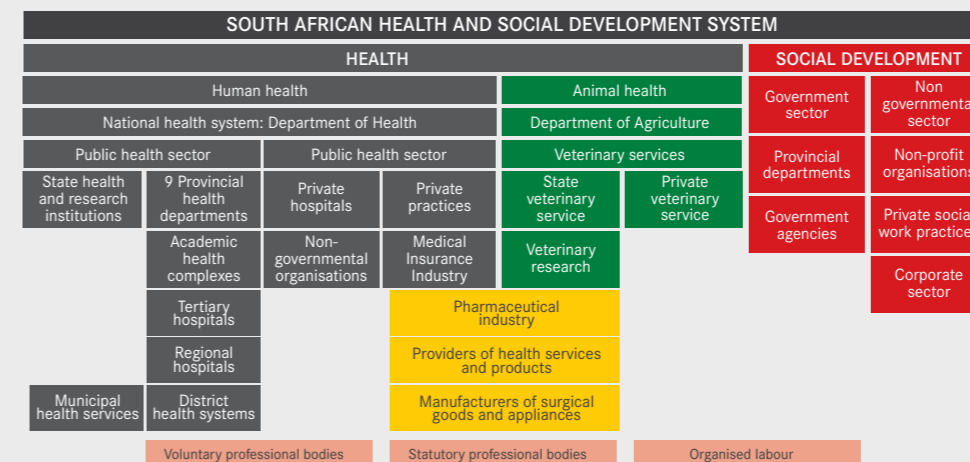 SOUTH AFRICAN HEALTH AND SOCIAL DEVELOPMENT SYSTEM
HEALTH
SOCIAL DEVELOPMENT
Human health
Animal health
Government
sector
Non
governmenta
sector
National health system: Department of Health
Department of Agriculture
Public health sector
Public health sector
Veterinary services
Provincial
departments
Non-profit
organisations
State health
and research
institutions
9 Provincial
health
departments
Private
hospitals
Private
practices
State
veterinary
service
Private
veterinary
service
Government
agencies
Private socia
work practice
Academic
health
complexes
Non-
governmental
organisations
Medical
Insurance
Industry
Veterinary
research
Corporate
sector
Tertiary
hospitals
Pharmaceutical
industry
Regional
hospitals
Providers of health services
and products
Municipal
health services
District
health systems
Manufacturers of surgical
goods and appliances
Voluntary professional bodies
Statutory professional bodies
Organised labour